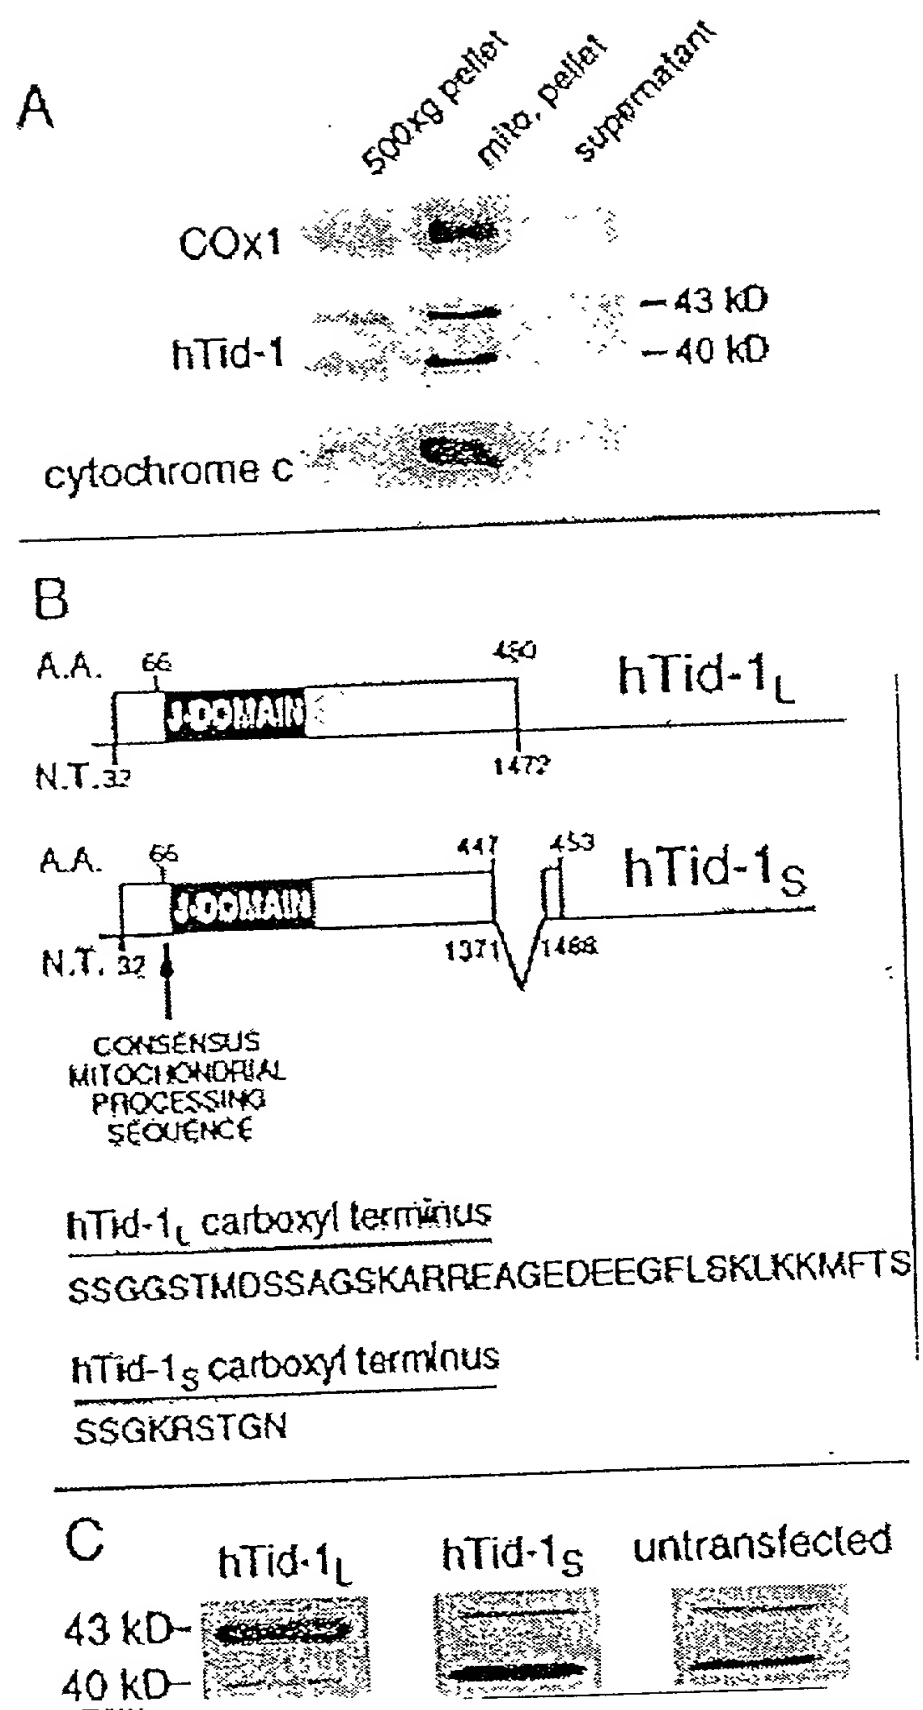 A
500xg pellet
mito. pellet
supernatant
COx1
43 kD
hTid-1
40 kD
cytochrome c
B
A.A. 66 480 hTid-1L
J-DOMAIN
N.T. 32 1472
A.A. 66 447 453 hTid-1S
J-DOMAIN
N.T. 32 1371 1468
CONSENSUS
MITOCHONDRIAL
PROCESSING
SEQUENCE
hTid-1L carboxyl terminus
SSGGSTMDSSAGSKARREAGEDEEGFLSKLKKMFTS
hTid-1S carboxyl terminus
SSGKRSTGN
C
hTid-1L hTid-1S untransfected
43 kD
40 kD